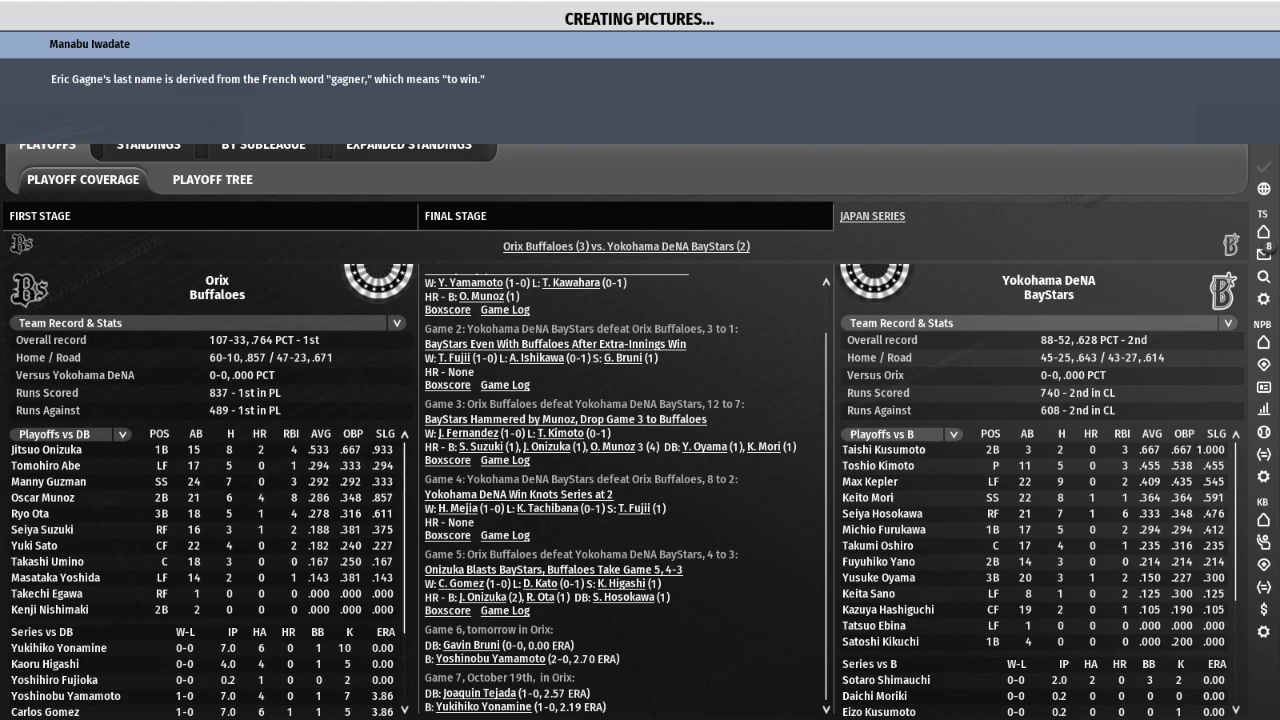 CREATING PICTURES...
Manabu Iwadate
Eric Gagne's last name is derived from the French word "gagner," which means "to win."
PLAYOFFS STANDINGS BY SUBLEAGUE EXPANDED STANDINGS
PLAYOFF COVERAGE PLAYOFF TREE
FIRST STAGE FINAL STAGE JAPAN SERIES
Orix Buffaloes (3) vs. Yokohama DeNA BayStars (2)
Orix
Buffaloes
Team Record & Stats
Overall record 107-33, .764 PCT - 1st
Home / Road 60-10, .857 / 47-23, .671
Versus Yokohama DeNA 0-0, .000 PCT
Runs Scored 837 - 1st in PL
Runs Against 489 - 1st in PL
Playoffs vs DB POS AB H HR RBI AVG OBP SLG
Jitsuo Onizuka 1B 15 8 2 4 .533 .667 .933
Tomohiro Abe LF 17 5 0 1 .294 .333 .294
Manny Guzman SS 24 7 0 3 .292 .292 .333
Oscar Munoz 2B 21 6 4 8 .286 .348 .857
Ryo Ota 3B 18 5 1 4 .278 .316 .611
Seiya Suzuki RF 16 3 1 2 .188 .381 .375
Yuki Sato CF 22 4 0 2 .182 .240 .227
Takashi Umino C 18 3 0 0 .167 .250 .167
Masataka Yoshida LF 14 2 0 1 .143 .381 .143
Takechi Egawa RF 1 0 0 0 .000 .000 .000
Kenji Nishimaki 2B 2 0 0 0 .000 .000 .000
Series vs DB W-L IP HA HR BB K ERA
Yukihiko Yonamine 0-0 7.0 6 0 1 10 0.00
Kaoru Higashi 0-0 4.0 4 0 1 5 0.00
Yoshihiro Fujioka 0-0 0.2 1 0 0 2 0.00
Yoshinobu Yamamoto 1-0 7.0 4 0 1 7 3.86
Carlos Gomez 1-0 7.0 6 1 1 5 3.86
W: Y. Yamamoto (1-0) L: T. Kawahara (0-1)
HR - B: O. Munoz (1)
Boxscore Game Log
Game 2: Yokohama DeNA BayStars defeat Orix Buffaloes, 3 to 1:
BayStars Even With Buffaloes After Extra-Innings Win
W: T. Fujii (1-0) L: A. Ishikawa (0-1) S: G. Bruni (1)
HR - None
Boxscore Game Log
Game 3: Orix Buffaloes defeat Yokohama DeNA BayStars, 12 to 7:
BayStars Hammered by Munoz, Drop Game 3 to Buffaloes
W: J. Fernandez (1-0) L: T. Kimoto (0-1)
HR - B: S. Suzuki (1), J. Onizuka (1), O. Munoz 3 (4) DB: Y. Oyama (1), K. Mori (1)
Boxscore Game Log
Game 4: Yokohama DeNA BayStars defeat Orix Buffaloes, 8 to 2:
Yokohama DeNA Win Knots Series at 2
W: H. Mejia (1-0) L: K. Tachibana (0-1) S: T. Fujii (1)
HR - None
Boxscore Game Log
Game 5: Orix Buffaloes defeat Yokohama DeNA BayStars, 4 to 3:
Onizuka Blasts BayStars, Buffaloes Take Game 5, 4-3
W: C. Gomez (1-0) L: D. Kato (0-1) S: K. Higashi (1)
HR - B: J. Onizuka (2), R. Ota (1) DB: S. Hosokawa (1)
Boxscore Game Log
Game 6, tomorrow in Orix:
DB: Gavin Bruni (0-0, 0.00 ERA)
B: Yoshinobu Yamamoto (2-0, 2.70 ERA)
Game 7, October 19th, in Orix:
DB: Joaquin Tejada (1-0, 2.57 ERA)
B: Yukihiko Yonamine (1-0, 2.19 ERA)
Yokohama DeNA
BayStars
Team Record & Stats
Overall record 88-52, .628 PCT - 2nd
Home / Road 45-25, .643 / 43-27, .614
Versus Orix 0-0, .000 PCT
Runs Scored 740 - 2nd in CL
Runs Against 608 - 2nd in CL
Playoffs vs B POS AB H HR RBI AVG OBP SLG
Taishi Kusumoto 2B 3 2 0 3 .667 .667 1.000
Toshio Kimoto P 11 5 0 3 .455 .538 .455
Max Kepler LF 22 9 0 2 .409 .435 .545
Keito Mori SS 22 8 1 1 .364 .364 .591
Seiya Hosokawa RF 21 7 1 6 .333 .348 .476
Michio Furukawa 1B 17 5 0 2 .294 .294 .412
Takumi Oshiro C 17 4 0 1 .235 .316 .235
Fuyuhiko Yano 2B 14 3 0 0 .214 .214 .214
Yusuke Oyama 3B 20 3 1 2 .150 .227 .300
Keita Sano LF 8 1 0 2 .125 .300 .125
Kazuya Hashiguchi CF 19 2 0 1 .105 .190 .105
Tatsuo Ebina LF 1 0 0 0 .000 .000 .000
Satoshi Kikuchi 1B 4 0 0 0 .000 .200 .000
Series vs B W-L IP HA HR BB K ERA
Sotaro Shimauchi 0-0 2.0 2 0 3 2 0.00
Daichi Moriki 0-0 0.2 0 0 0 0 0.00
Eizo Kusumoto 0-0 0.2 0 0 0 1 0.00
TS
8
NPB
KB